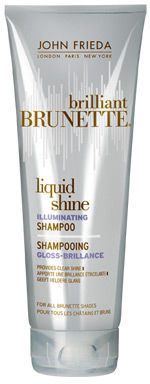 JOHN FRIEDA
LONDON PARIS NEW YORK
brilliant
BRUNETTE®
liquid
shine
ILLUMINATING
SHAMPOO
SHAMPOOING
GLOSS-BRILLANCE
PROVIDES CLEAR SHINE
APPORTE UNE BRILLANCE ÉTINCELANTE
GEEFT HELDERE GLANS
FOR ALL BRUNETTE SHADES
POUR TOUS LES CHÂTAINS ET BRUNS